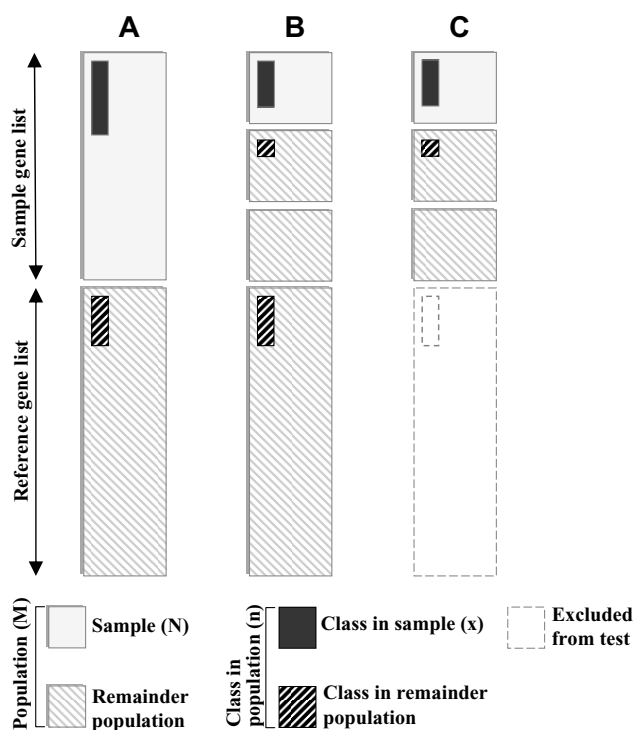 A B C
Sample gene list
Reference gene list
Population (M)
Sample (N)
Remainder
population
Class in
population (n)
Class in sample (x)
Class in remainder
population
Excluded
from test